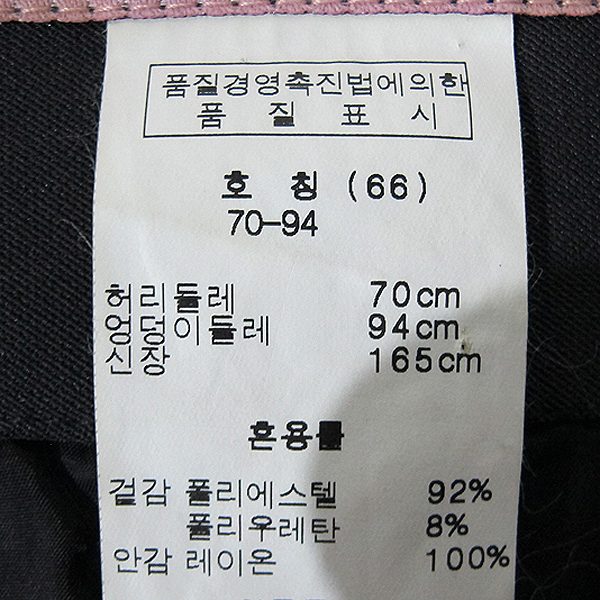 품질경영촉진법에의한
품 질 표 시
호 칭 (66)
70-94
허리둘레 70cm
엉덩이둘레 94cm
신장 165cm
혼용률
겉감 폴리에스텔 92%
폴리우레탄 8%
안감 레이온 100%